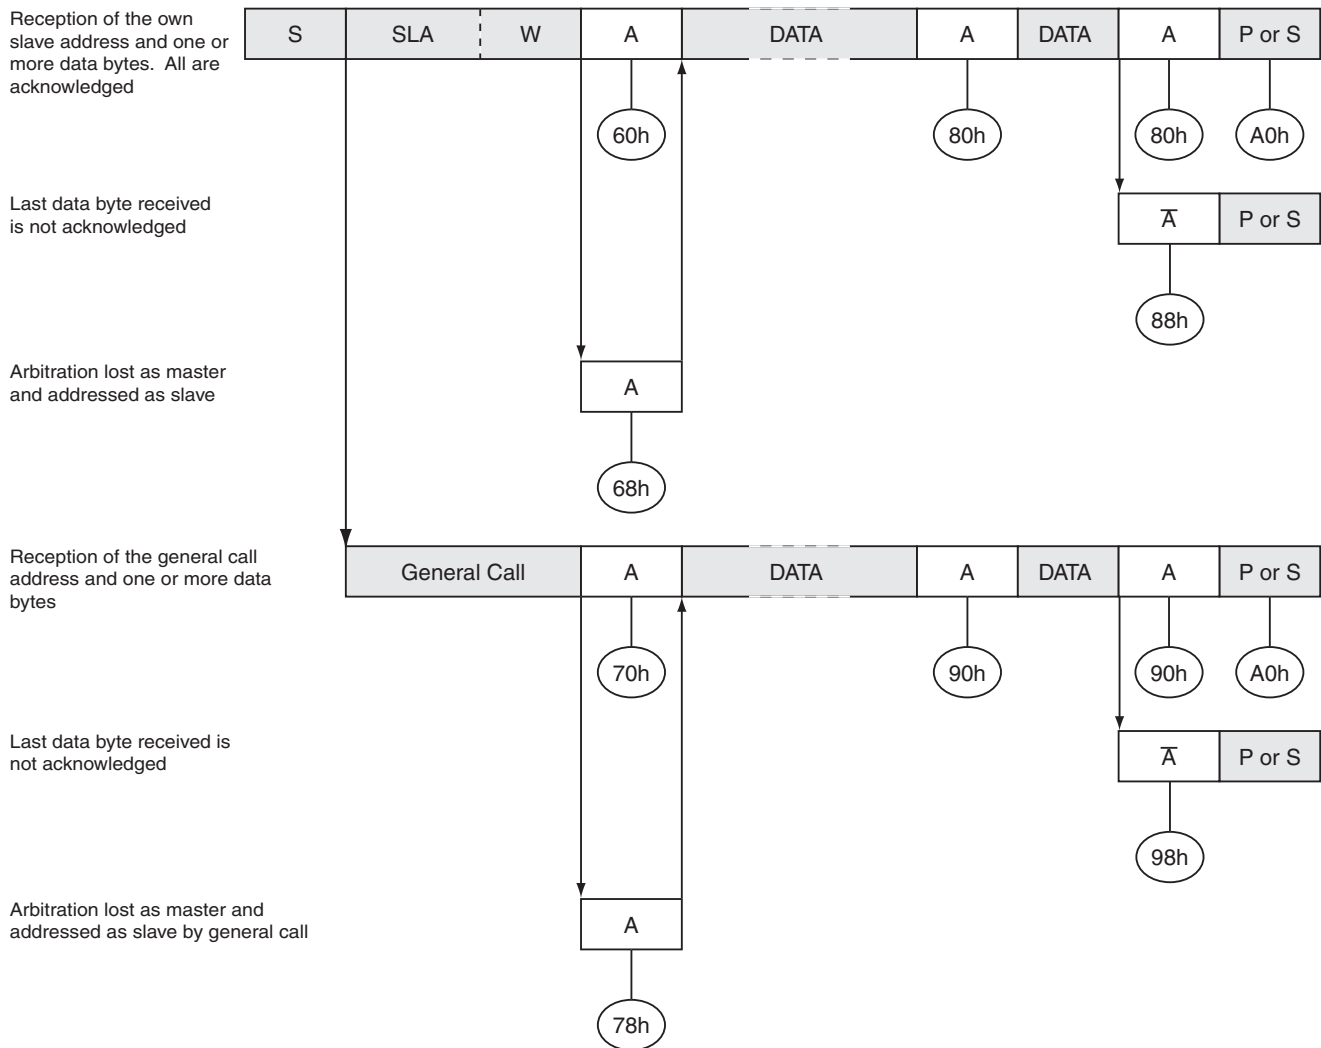 Reception of the own
slave address and one or
more data bytes. All are
acknowledged
S SLA W A DATA A DATA A P or S
60h 80h 80h A0h
Last data byte received
is not acknowledged
A̅ P or S
88h
Arbitration lost as master
and addressed as slave
A
68h
Reception of the general call
address and one or more data
bytes
General Call A DATA A DATA A P or S
70h 90h 90h A0h
Last data byte received is
not acknowledged
A̅ P or S
98h
Arbitration lost as master and
addressed as slave by general call
A
78h